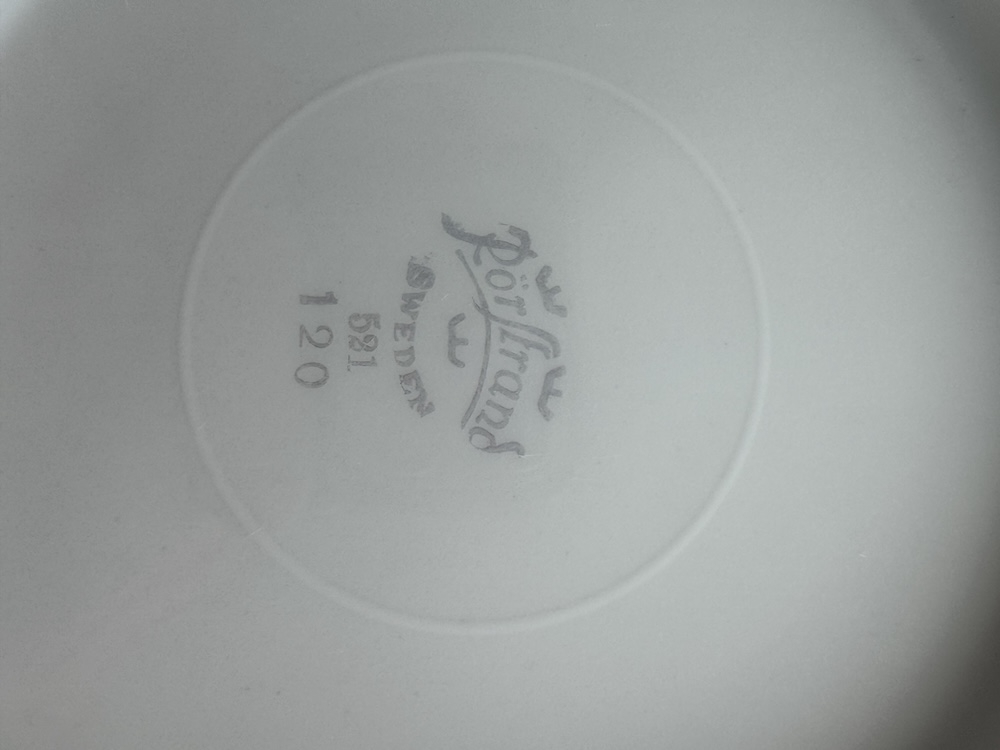 Rörstrand
SWEDEN
521
120